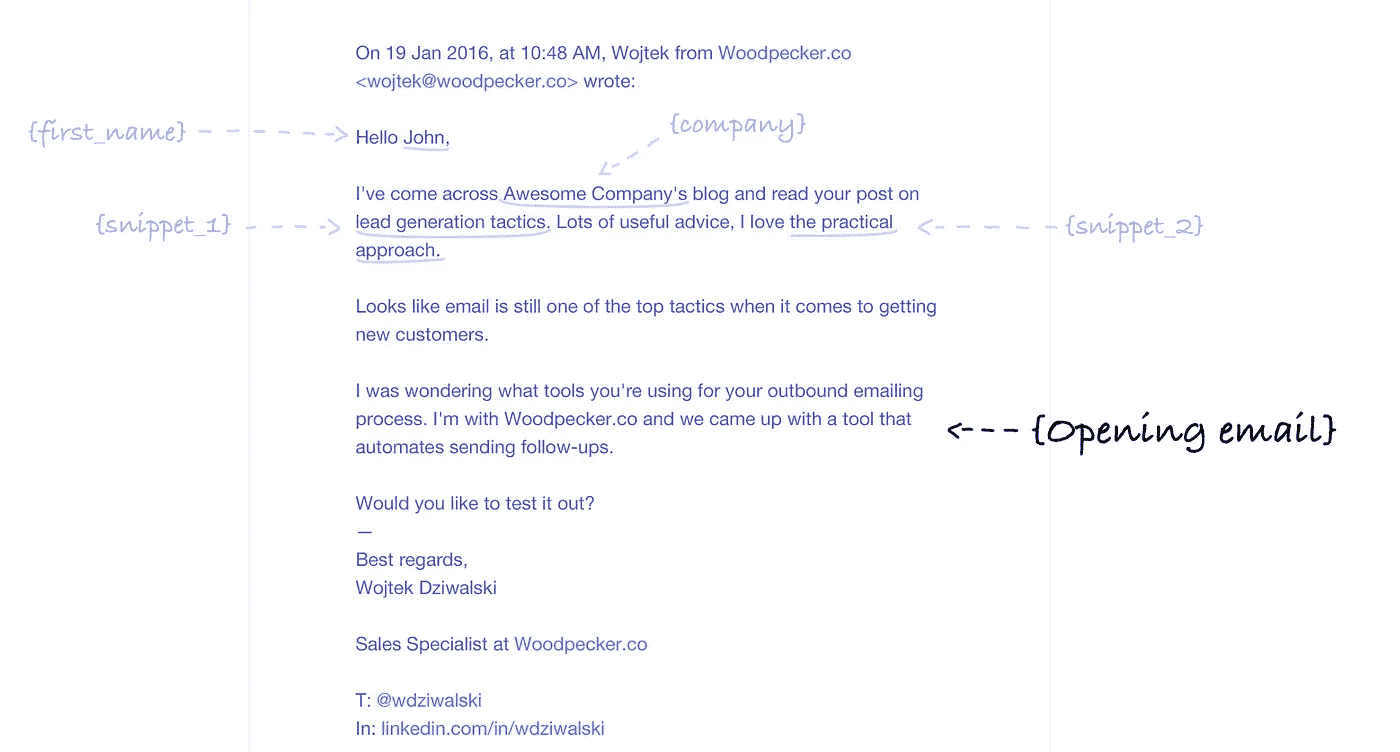 On 19 Jan 2016, at 10:48 AM, Wojtek from Woodpecker.co
<wojtek@woodpecker.co> wrote:
{first_name}
{company}
Hello John,
I've come across Awesome Company's blog and read your post on
{snippet_1}
lead generation tactics. Lots of useful advice, I love the practical
{snippet_2}
approach.
Looks like email is still one of the top tactics when it comes to getting
new customers.
I was wondering what tools you're using for your outbound emailing
process. I'm with Woodpecker.co and we came up with a tool that
{Opening email}
automates sending follow-ups.
Would you like to test it out?
—
Best regards,
Wojtek Dziwalski
Sales Specialist at Woodpecker.co
T: @wdziwalski
In: linkedin.com/in/wdziwalski